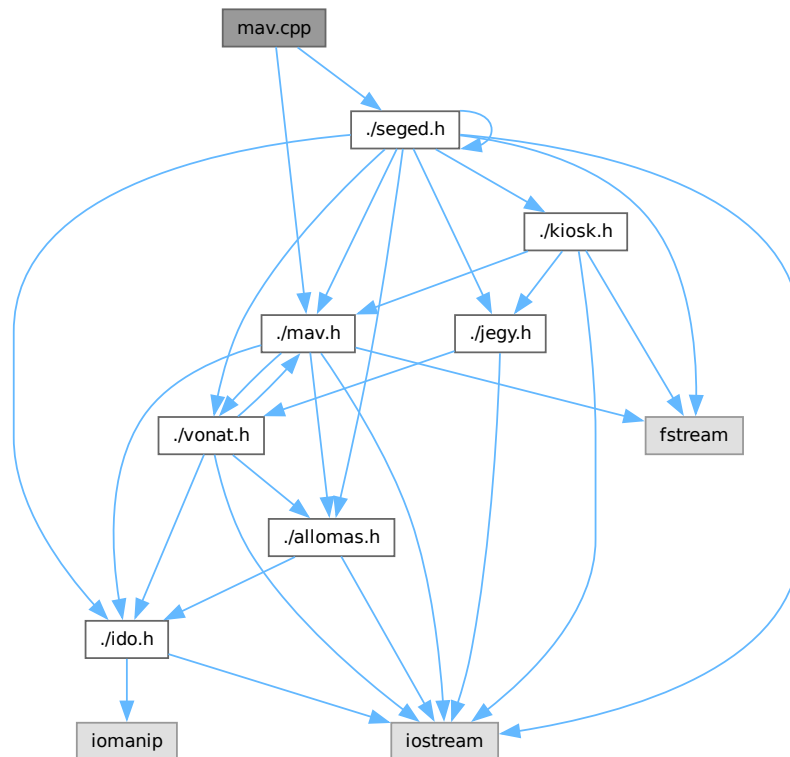 mav.cpp
./seged.h
./kiosk.h
./mav.h
./jegy.h
./vonat.h
fstream
./allomas.h
./ido.h
iomanip
iostream